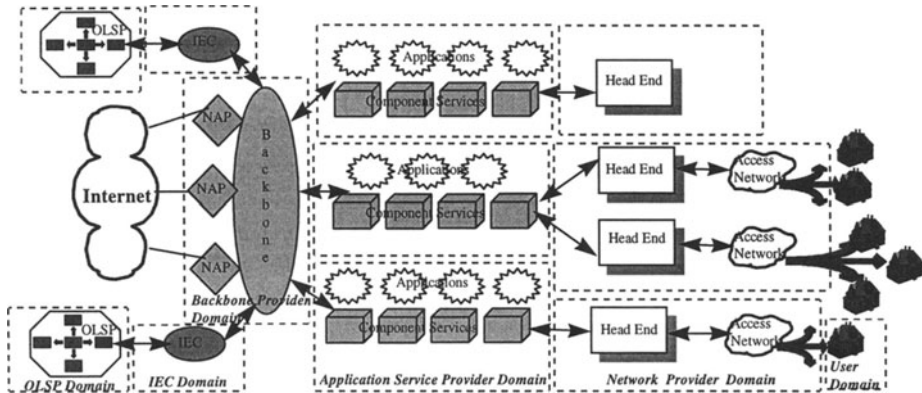 OLSP
IEC
Applications
Component Services
Head End
NAP
Backbone
Internet
NAP
Applications
Component Services
Head End
Access
Network
Head End
Access
Network
NAP
Backbone Provider
Domain
Applications
Component Services
Head End
Access
Network
OLSP
IEC
OLSP Domain
IEC Domain
Application Service Provider Domain
Network Provider Domain
User
Domain